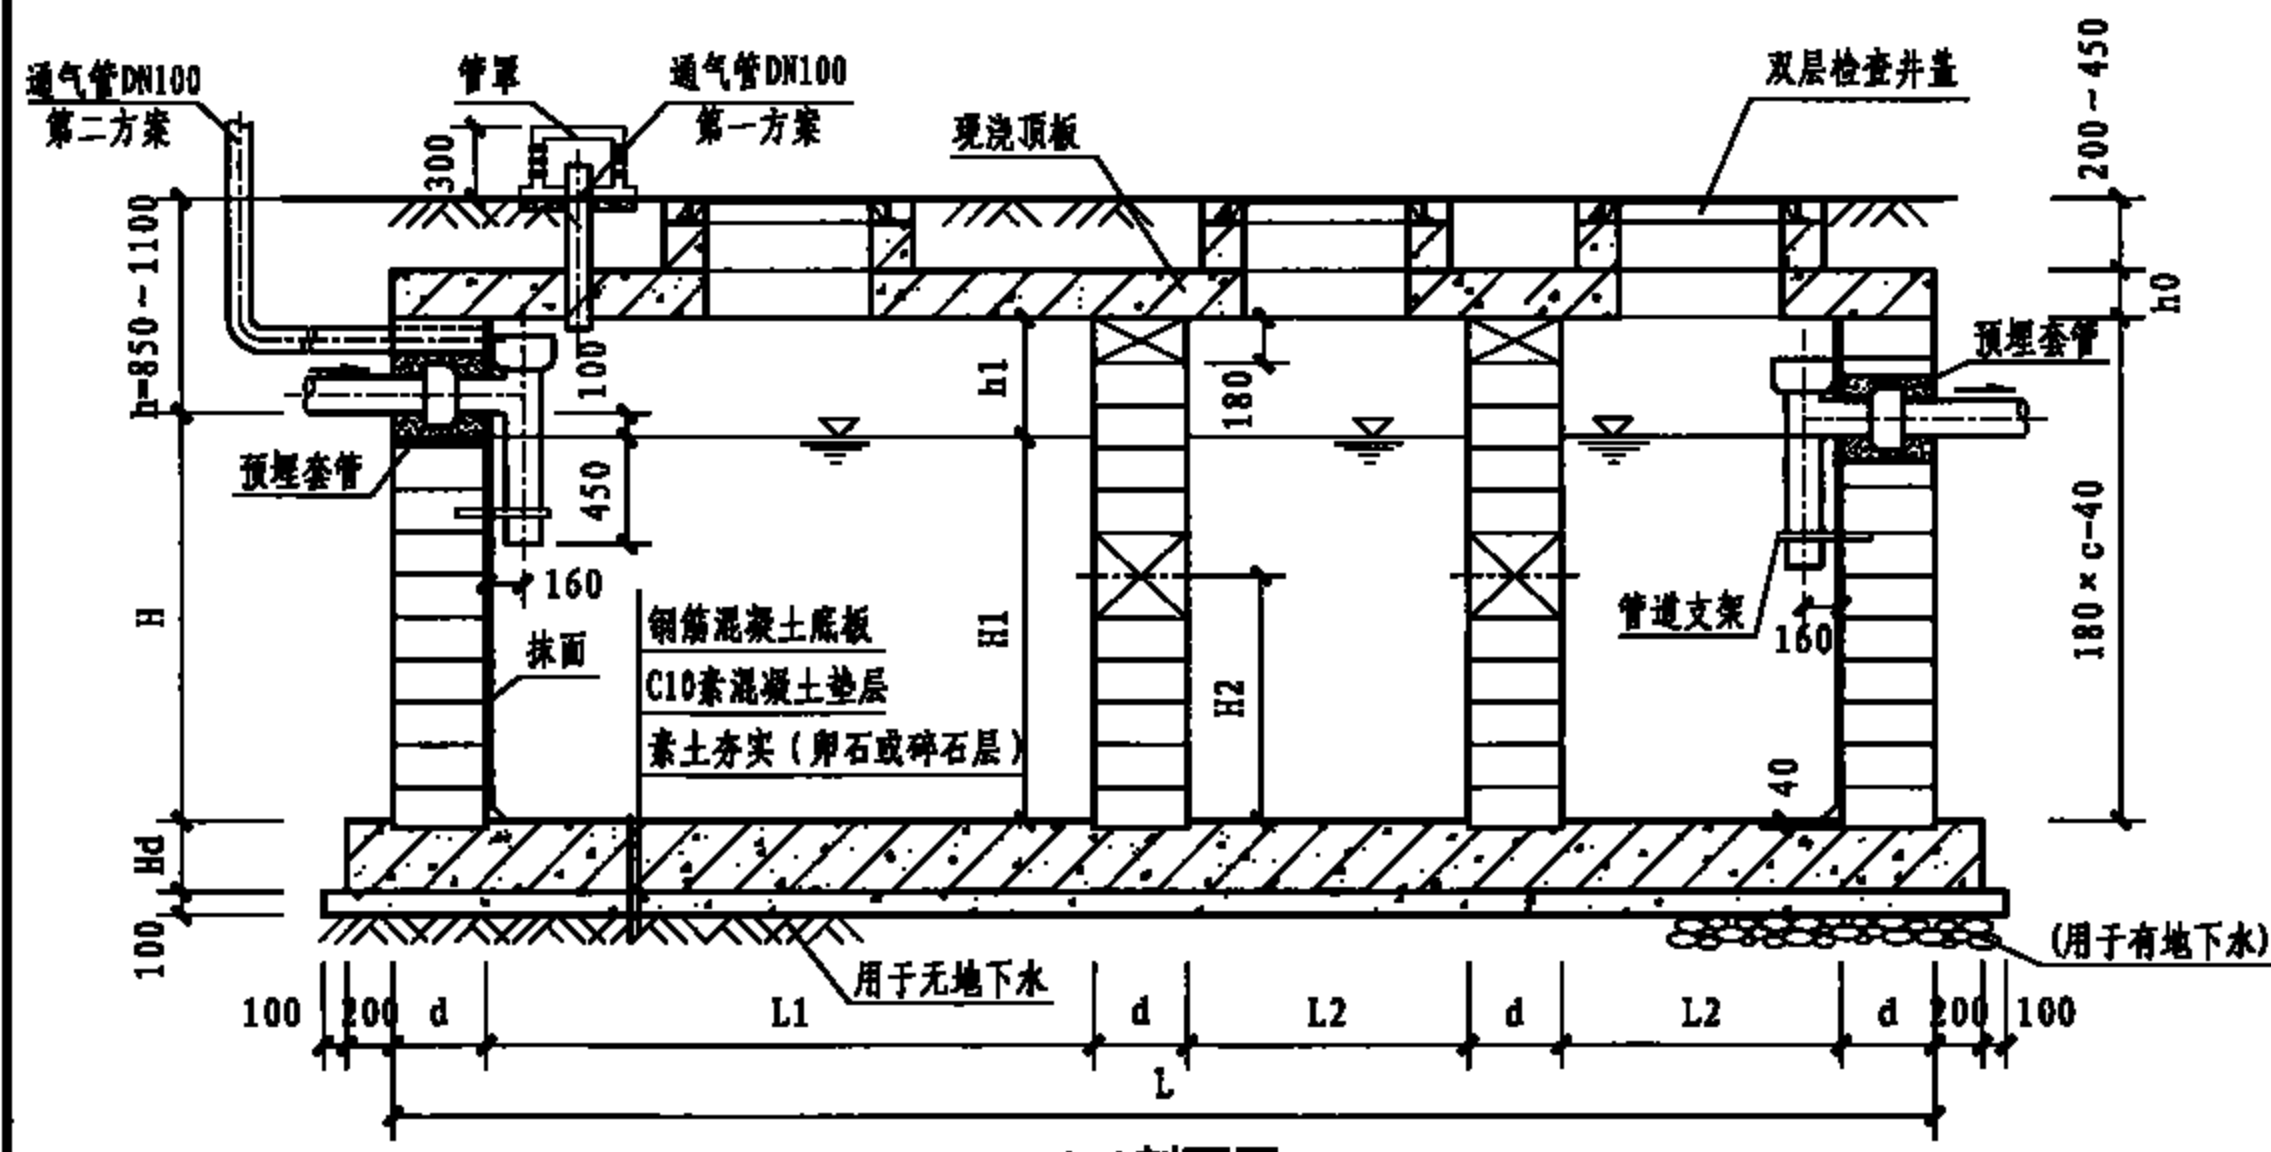 通气管DN100
第二方案
管罩
通气管DN100
第一方案
双层检查井盖
现浇顶板
200~450
300
h=850~1100
h0
100
h1
180
预埋套管
预埋套管
450
160
H
抹面
钢筋混凝土底板
C10素混凝土垫层
素土夯实(卵石或碎石层)
H1
H2
管道支架
160
180×c-40
40
Hd
100
用于无地下水
(用于有地下水)
100 200 d L1 d L2 d L2 d 200 100
L